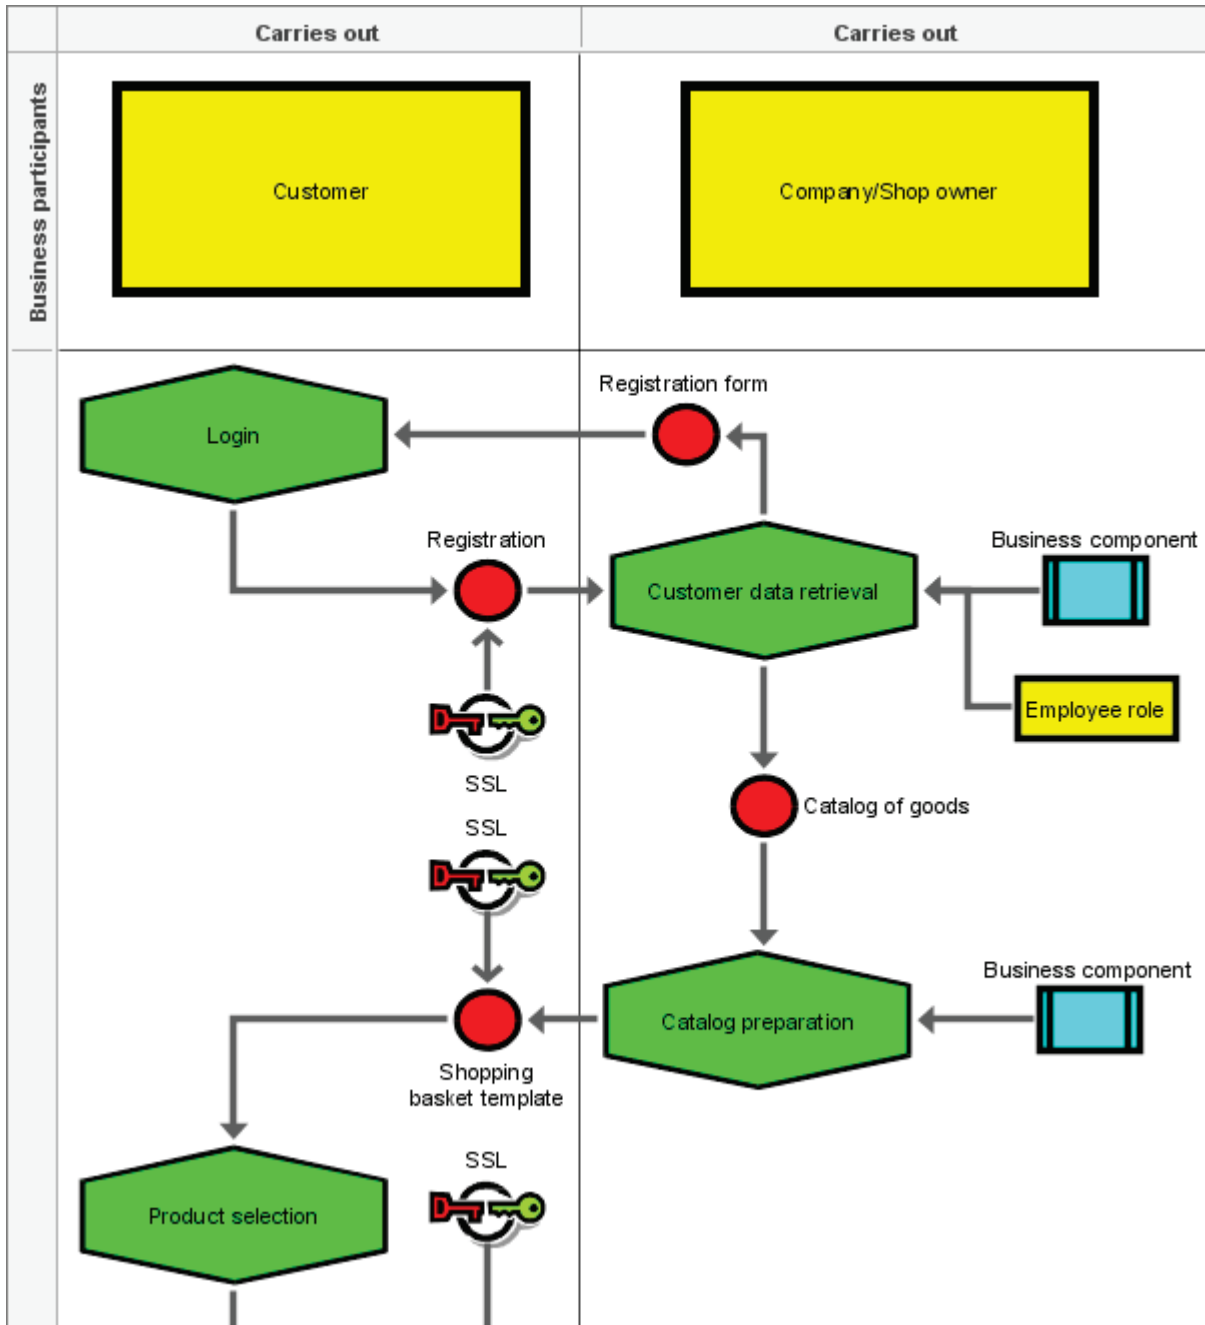 Carries out
Carries out
Business participants
Customer
Company/Shop owner
Registration form
Login
Registration
Business component
Customer data retrieval
Employee role
SSL
Catalog of goods
SSL
Business component
Catalog preparation
Shopping
basket template
SSL
Product selection